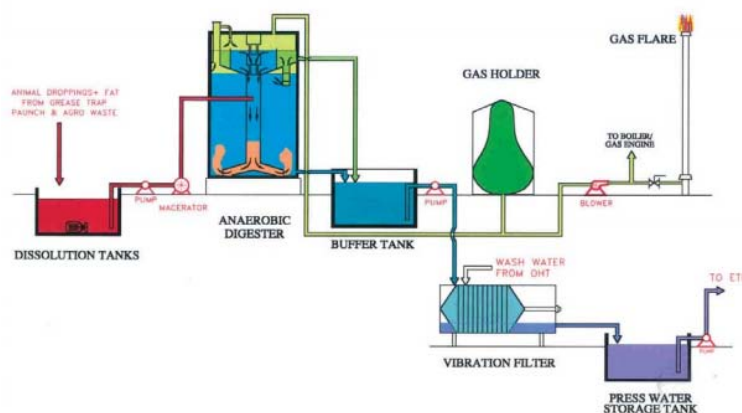 GAS FLARE
GAS HOLDER
ANIMAL DROPPINGS+ FAT
FROM GREASE TRAP
PAUNCH & AGRO WASTE
TO BOILER/
GAS ENGINE
PUMP
MACERATOR
ANAEROBIC
DIGESTER
PUMP
BLOWER
DISSOLUTION TANKS
BUFFER TANK
WASH WATER
FROM OHT
TO ET
VIBRATION FILTER
PUMP
PRESS WATER
STORAGE TANK